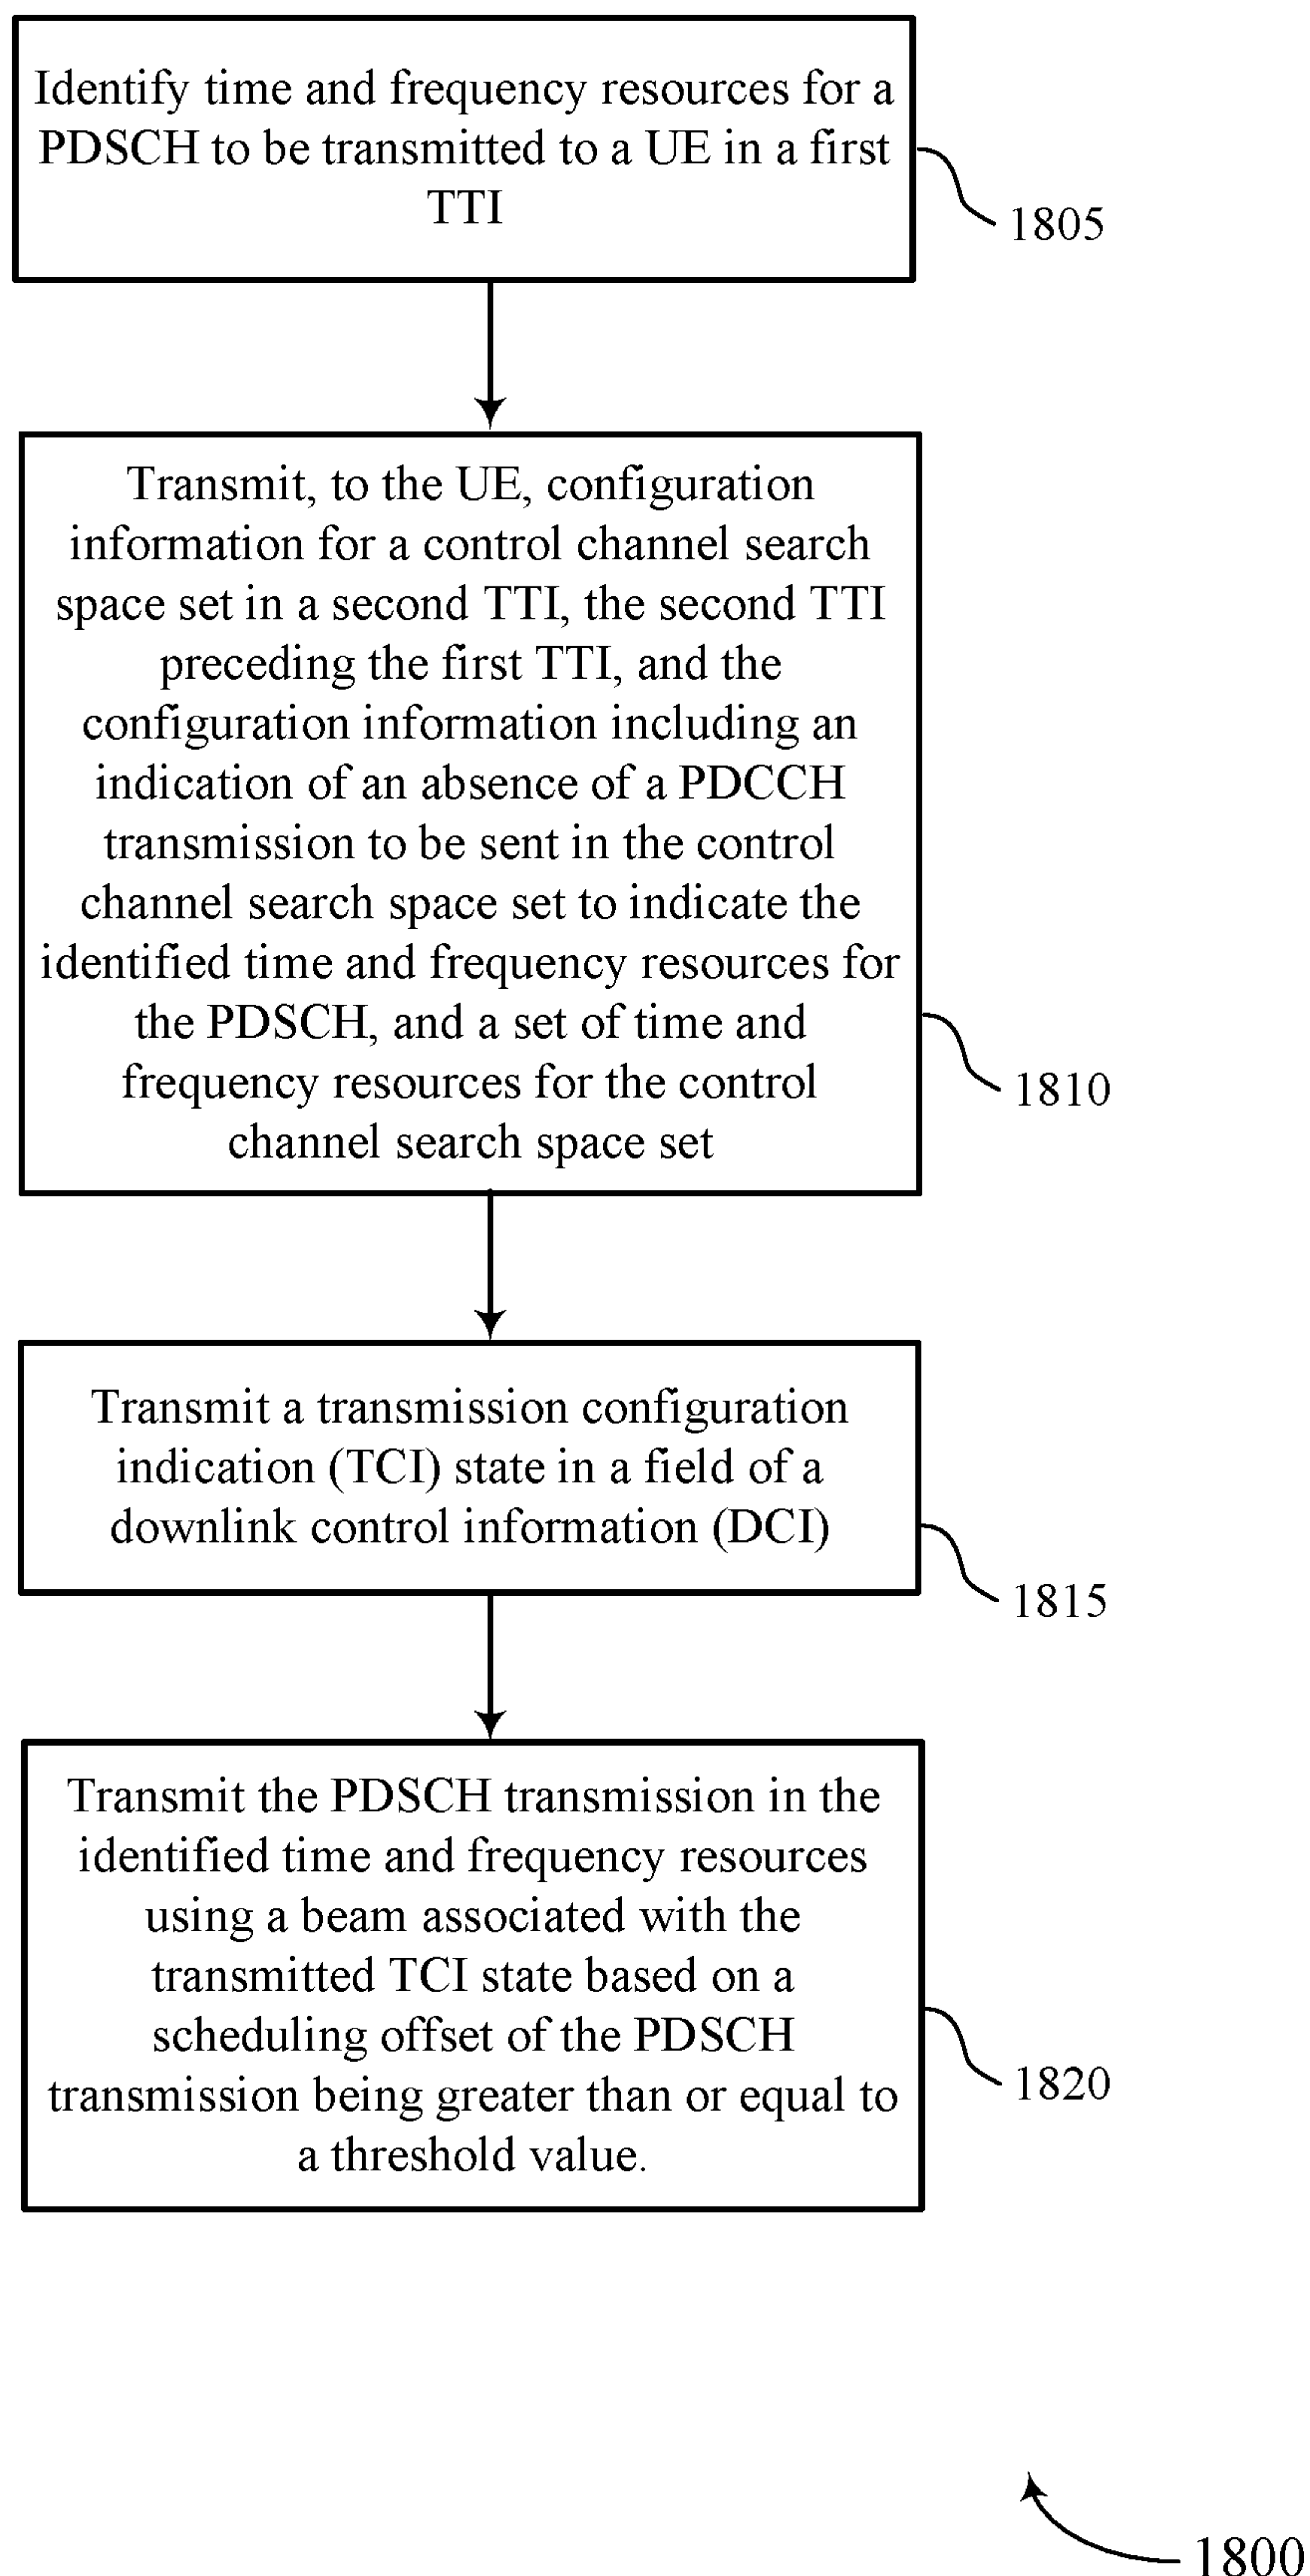 Identify time and frequency resources for a
PDSCH to be transmitted to a UE in a first
TTI
1805
Transmit, to the UE, configuration
information for a control channel search
space set in a second TTI, the second TTI
preceding the first TTI, and the
configuration information including an
indication of an absence of a PDCCH
transmission to be sent in the control
channel search space set to indicate the
identified time and frequency resources for
the PDSCH, and a set of time and
frequency resources for the control
channel search space set
1810
Transmit a transmission configuration
indication (TCI) state in a field of a
downlink control information (DCI)
1815
Transmit the PDSCH transmission in the
identified time and frequency resources
using a beam associated with the
transmitted TCI state based on a
scheduling offset of the PDSCH
transmission being greater than or equal to
a threshold value.
1820
1800